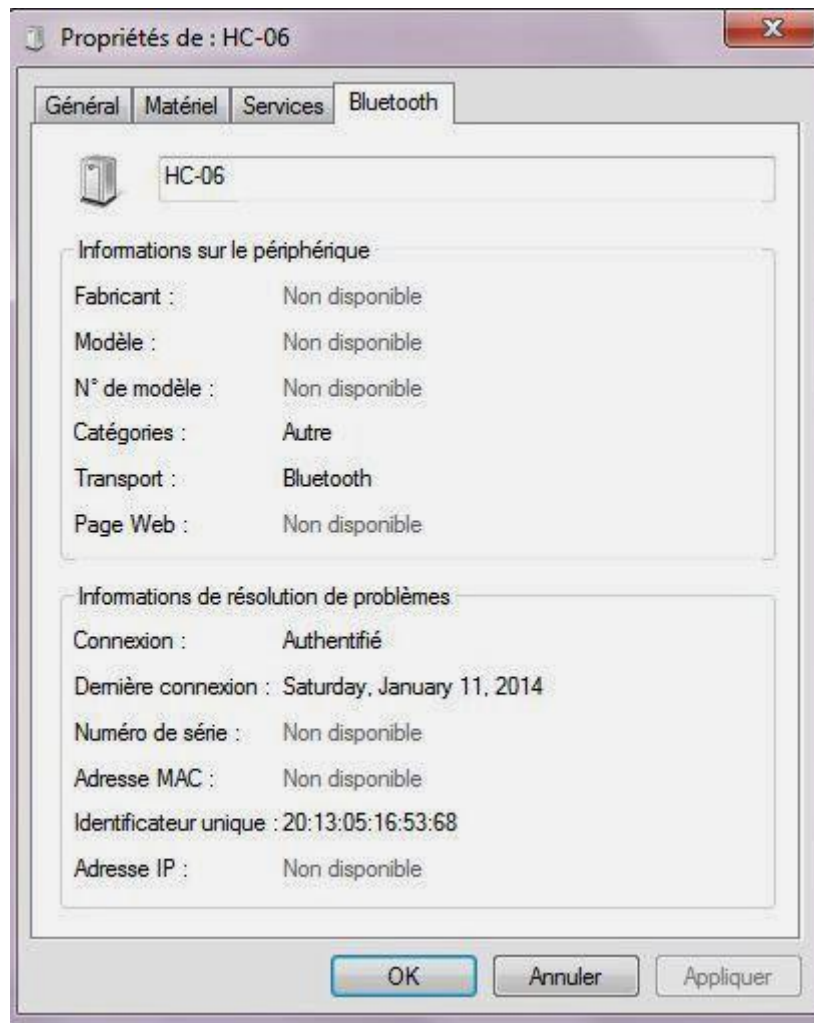 Propriétés de : HC-06
Général Matériel Services Bluetooth
HC-06
Informations sur le périphérique
Fabricant : Non disponible
Modèle : Non disponible
N° de modèle : Non disponible
Catégories : Autre
Transport : Bluetooth
Page Web : Non disponible
Informations de résolution de problèmes
Connexion : Authentifié
Dernière connexion : Saturday, January 11, 2014
Numéro de série : Non disponible
Adresse MAC : Non disponible
Identificateur unique : 20:13:05:16:53:68
Adresse IP : Non disponible
OK Annuler Appliquer